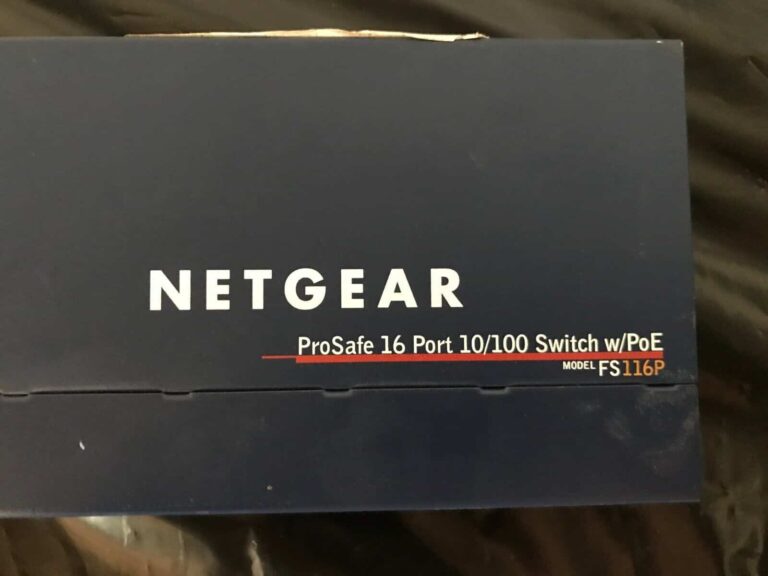 NETGEAR
ProSafe 16 Port 10/100 Switch w/PoE
MODEL FS116P